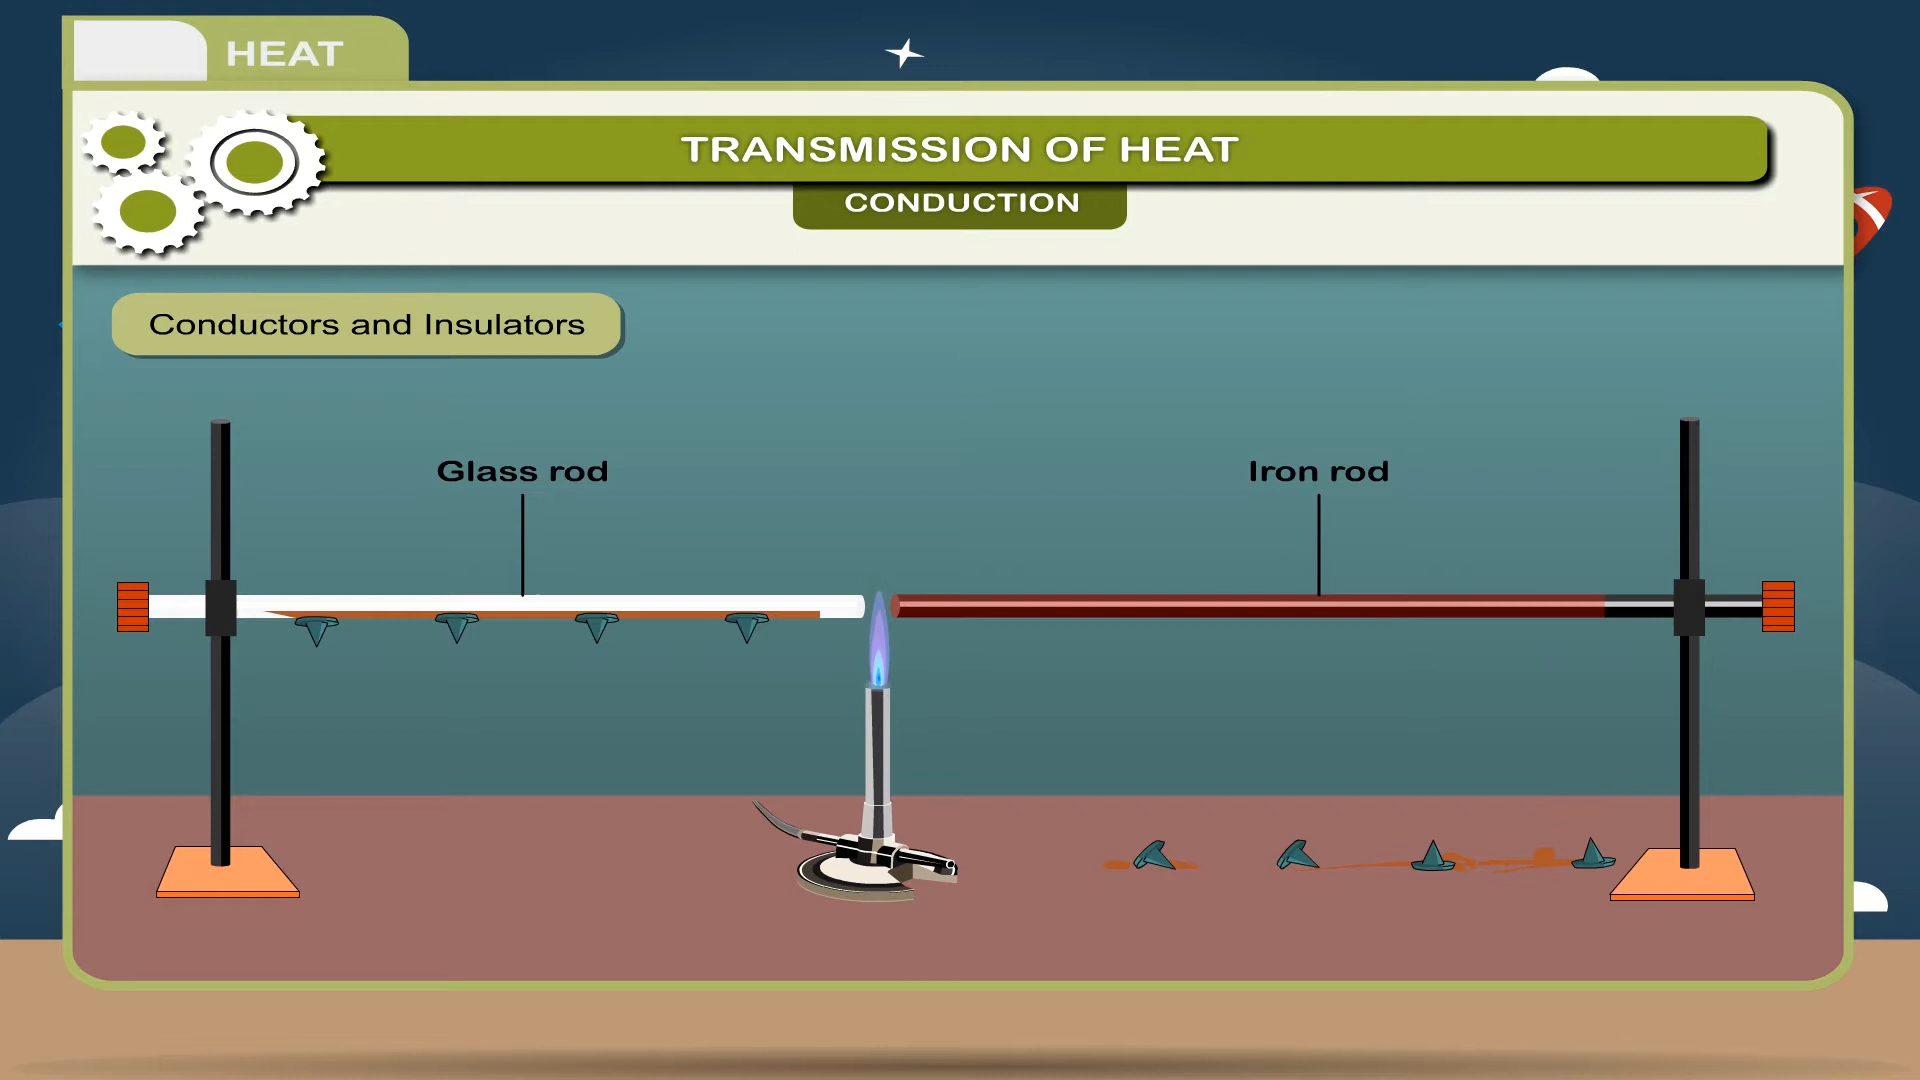 HEAT
TRANSMISSION OF HEAT
CONDUCTION
Conductors and Insulators
Glass rod
Iron rod